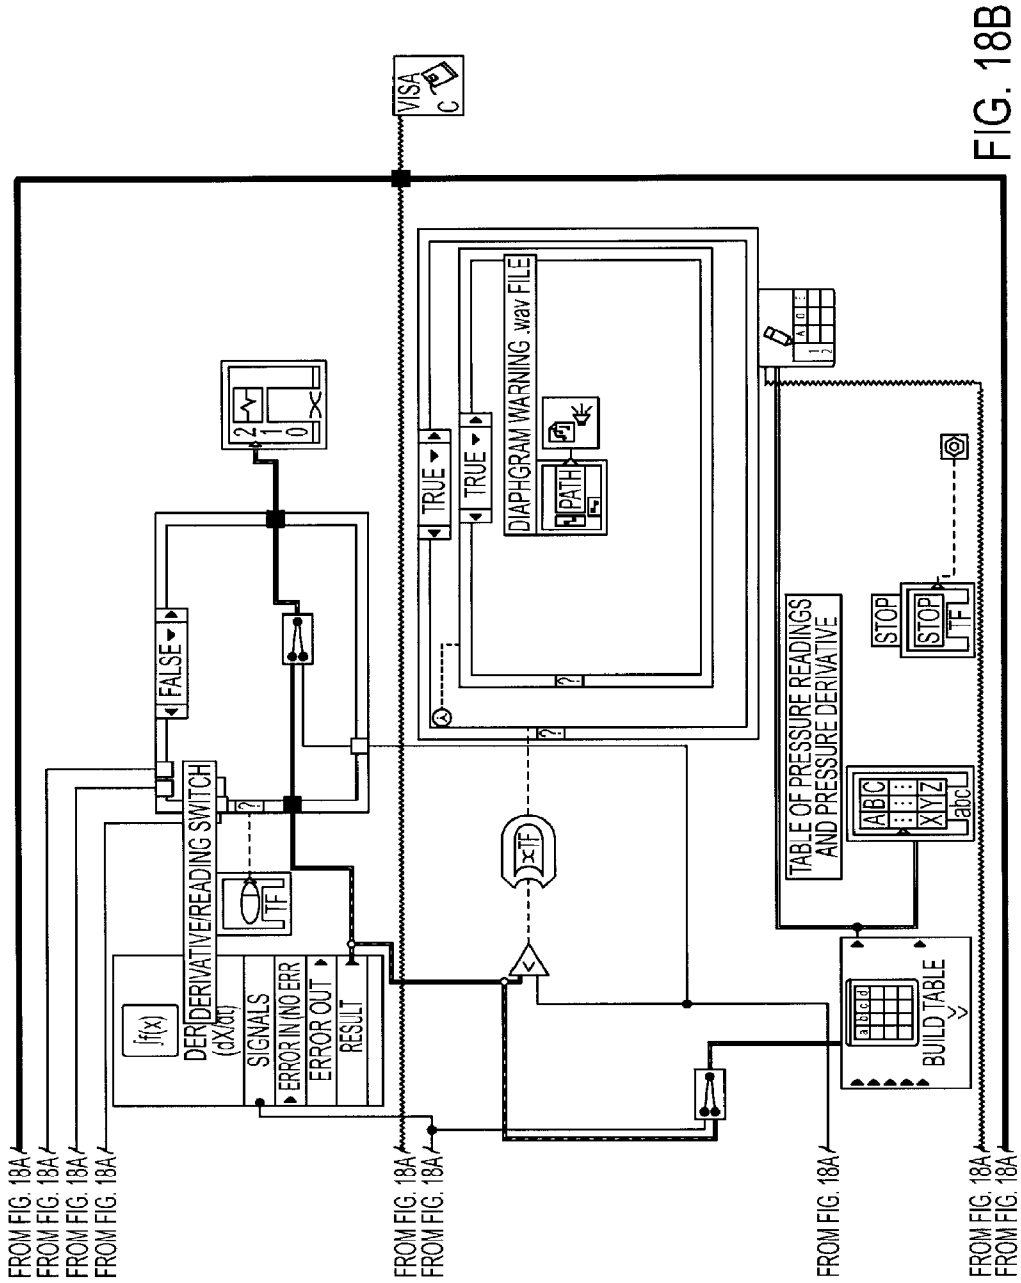 FROM FIG. 18A
FROM FIG. 18A
FROM FIG. 18A
FROM FIG. 18A
FALSE
2
1
0
DERIVATIVE/READING SWITCH
?
TF
∫f(x)
DER
(dX/dt)
SIGNALS
ERROR IN (NO ERR
ERROR OUT
RESULT
FROM FIG. 18A
FROM FIG. 18A
VISA
C
TRUE
TRUE
DIAPHGRAM WARNING .wav FILE
PATH
?
?
<
×TF
FROM FIG. 18A
TABLE OF PRESSURE READINGS
AND PRESSURE DERIVATIVE
ABC
XYZ
abc
a b c d
BUILD TABLE
1
2
STOP
STOP
TF
FROM FIG. 18A
FROM FIG. 18A
FIG. 18B